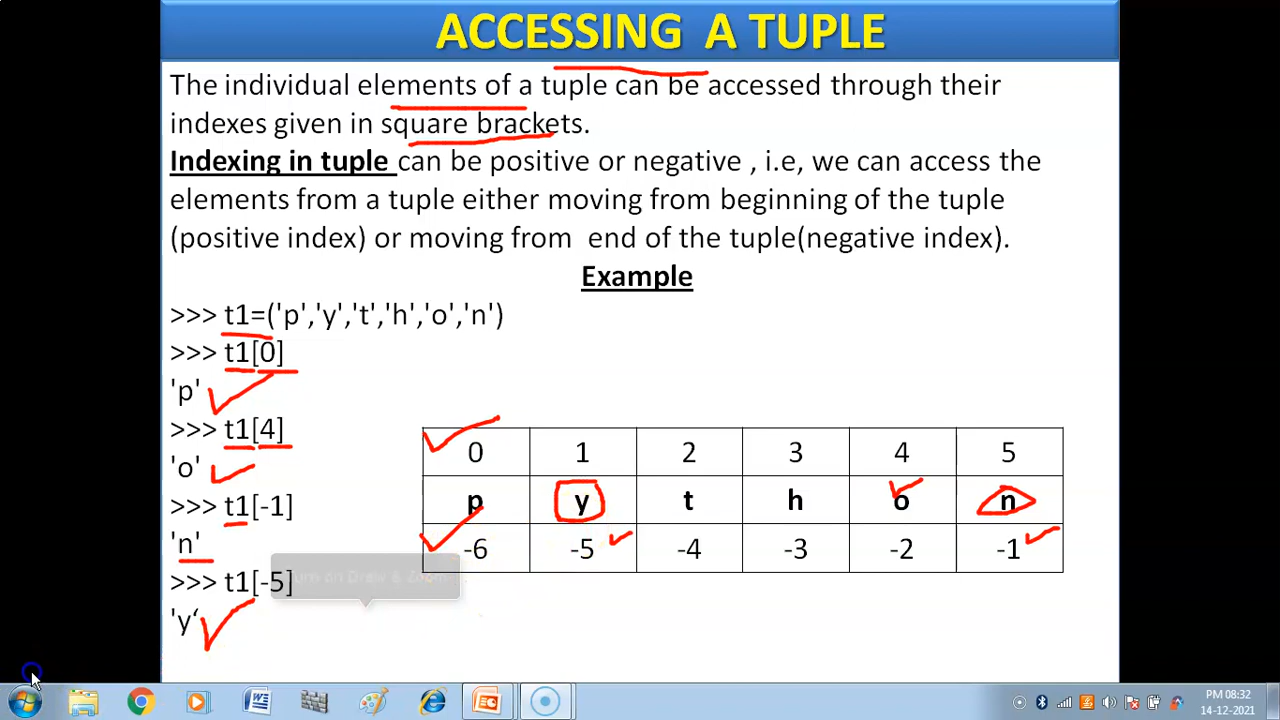 ACCESSING A TUPLE
The individual elements of a tuple can be accessed through their
indexes given in square brackets.
Indexing in tuple can be positive or negative , i.e, we can access the
elements from a tuple either moving from beginning of the tuple
(positive index) or moving from end of the tuple(negative index).
Example
>>> t1=('p','y','t','h','o','n')
>>> t1[0]
'p'
>>> t1[4]
'o'
>>> t1[-1]
'n'
>>> t1[-5]
'y‘
0 1 2 3 4 5
p y t h o n
-6 -5 -4 -3 -2 -1
Turn on Draw & Zoom
PM 08:32
14-12-2021